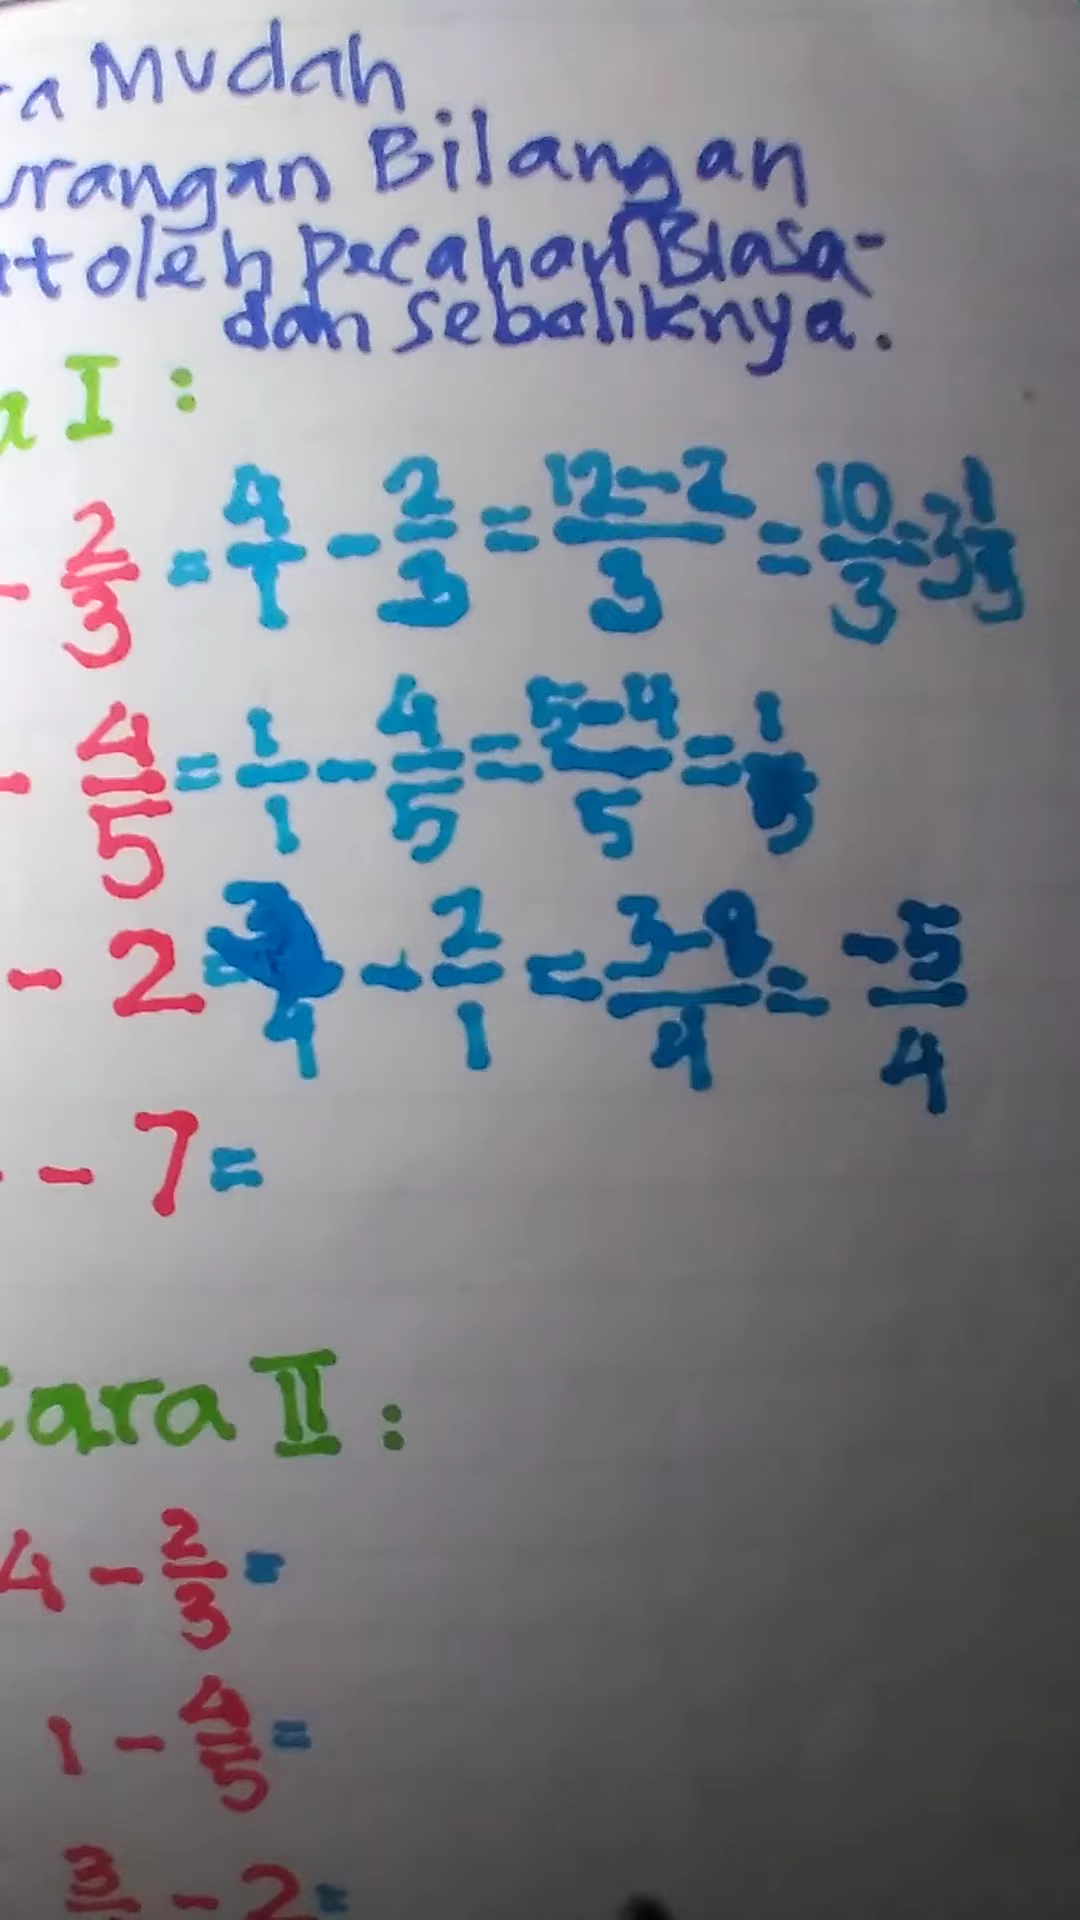 a Mudah
urangan Bilangan
at oleh Pecahan Biasa-
dan sebaliknya.
a I :
- 2/3 = 4/1 - 2/3 = 12-2/3 = 10/3 = 3 1/3
- 4/5 = 1/1 - 4/5 = 5-4/5 = 1/5
- 2 = 3/4 - 2/1 = 3-8/4 = -5/4
- 7 =
Cara II :
4 - 2/3 =
1 - 4/5 =
3/ - 2 =